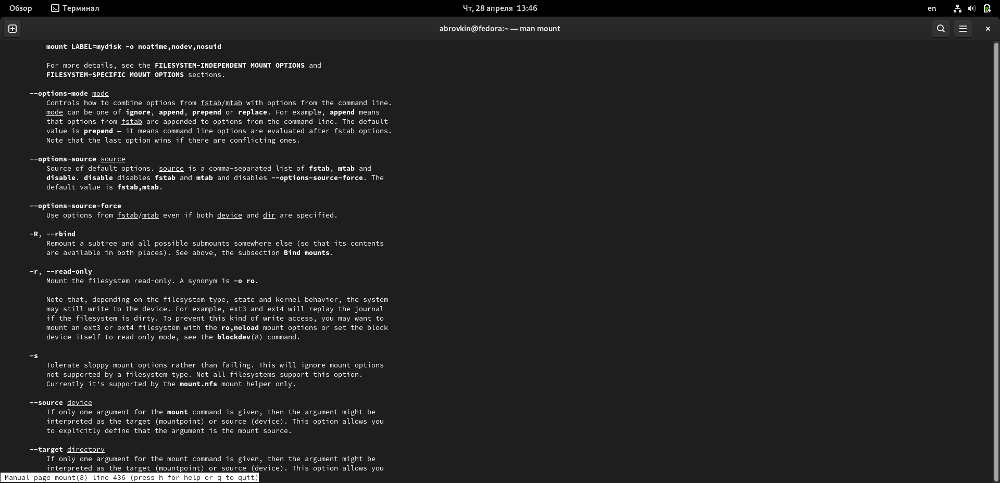 Обзор Терминал Чт, 28 апреля 13:46 en
abrovkin@fedora:~ — man mount
mount LABEL=mydisk -o noatime,nodev,nosuid
For more details, see the FILESYSTEM-INDEPENDENT MOUNT OPTIONS and
FILESYSTEM-SPECIFIC MOUNT OPTIONS sections.
--options-mode mode
Controls how to combine options from fstab/mtab with options from the command line.
mode can be one of ignore, append, prepend or replace. For example, append means
that options from fstab are appended to options from the command line. The default
value is prepend — it means command line options are evaluated after fstab options.
Note that the last option wins if there are conflicting ones.
--options-source source
Source of default options. source is a comma-separated list of fstab, mtab and
disable. disable disables fstab and mtab and disables --options-source-force. The
default value is fstab,mtab.
--options-source-force
Use options from fstab/mtab even if both device and dir are specified.
-R, --rbind
Remount a subtree and all possible submounts somewhere else (so that its contents
are available in both places). See above, the subsection Bind mounts.
-r, --read-only
Mount the filesystem read-only. A synonym is -o ro.
Note that, depending on the filesystem type, state and kernel behavior, the system
may still write to the device. For example, ext3 and ext4 will replay the journal
if the filesystem is dirty. To prevent this kind of write access, you may want to
mount an ext3 or ext4 filesystem with the ro,noload mount options or set the block
device itself to read-only mode, see the blockdev(8) command.
-s
Tolerate sloppy mount options rather than failing. This will ignore mount options
not supported by a filesystem type. Not all filesystems support this option.
Currently it’s supported by the mount.nfs mount helper only.
--source device
If only one argument for the mount command is given, then the argument might be
interpreted as the target (mountpoint) or source (device). This option allows you
to explicitly define that the argument is the mount source.
--target directory
If only one argument for the mount command is given, then the argument might be
interpreted as the target (mountpoint) or source (device). This option allows you
Manual page mount(8) line 436 (press h for help or q to quit)